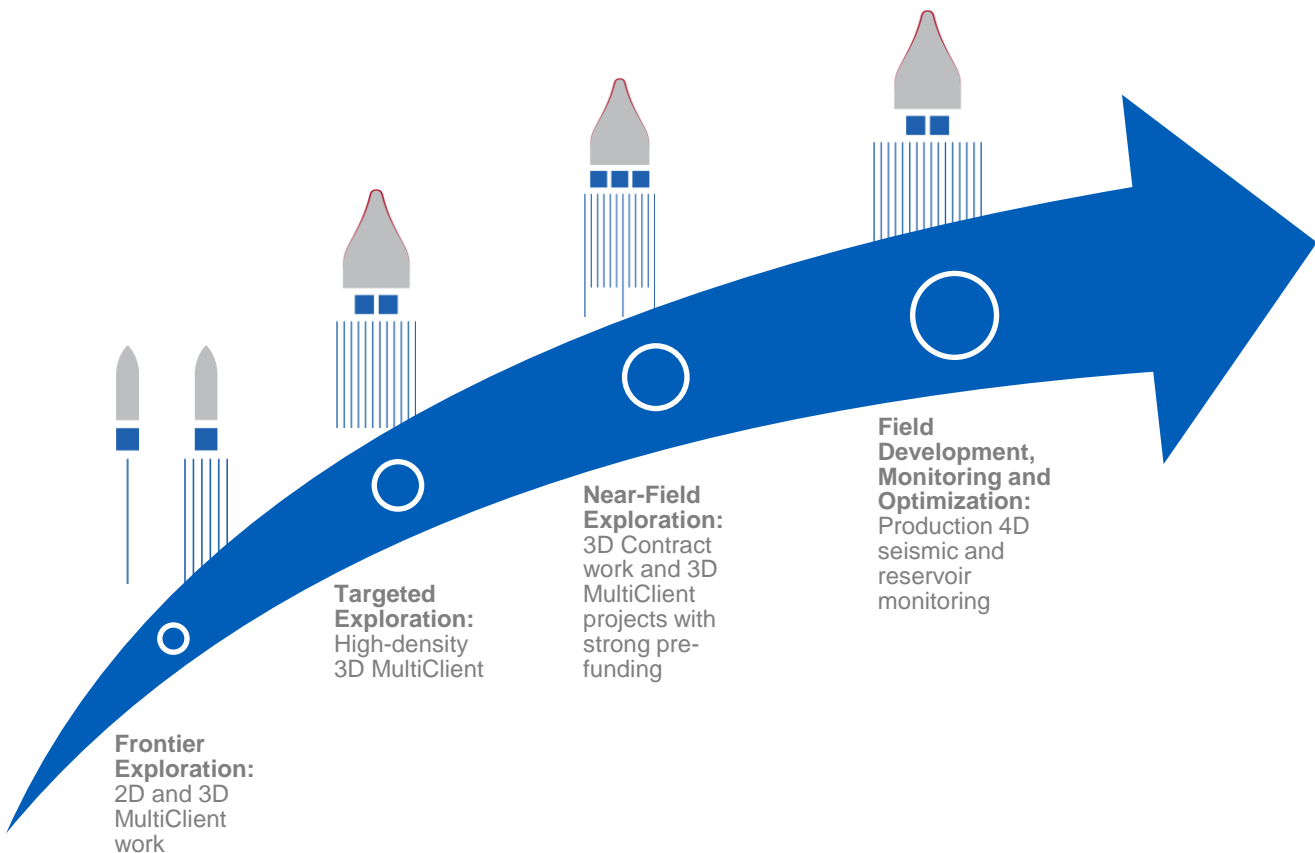 Frontier
Exploration:
2D and 3D
MultiClient
work
Targeted
Exploration:
High-density
3D MultiClient
Near-Field
Exploration:
3D Contract
work and 3D
MultiClient
projects with
strong pre-
funding
Field
Development,
Monitoring and
Optimization:
Production 4D
seismic and
reservoir
monitoring